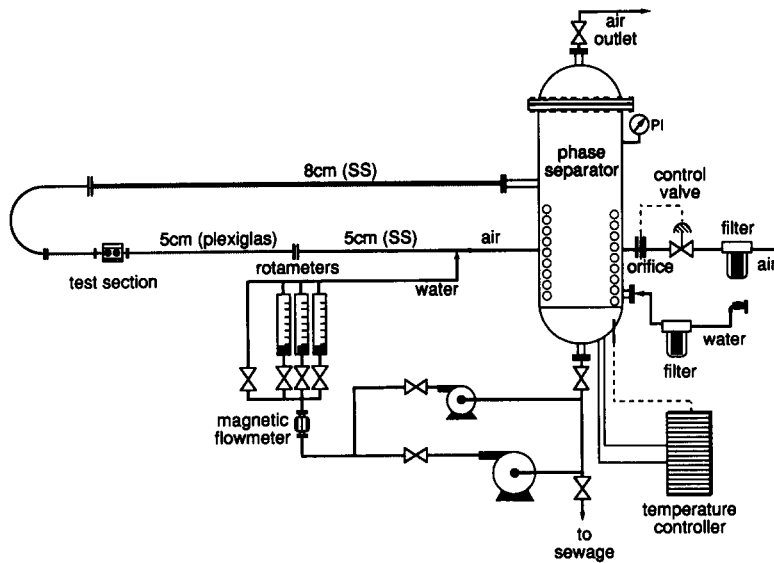 air
outlet
PI
phase
separator
8cm (SS)
control
valve
filter
5cm (plexiglas)
5cm (SS)
air
orifice
air
test section
rotameters
water
water
filter
magnetic
flowmeter
temperature
controller
to
sewage